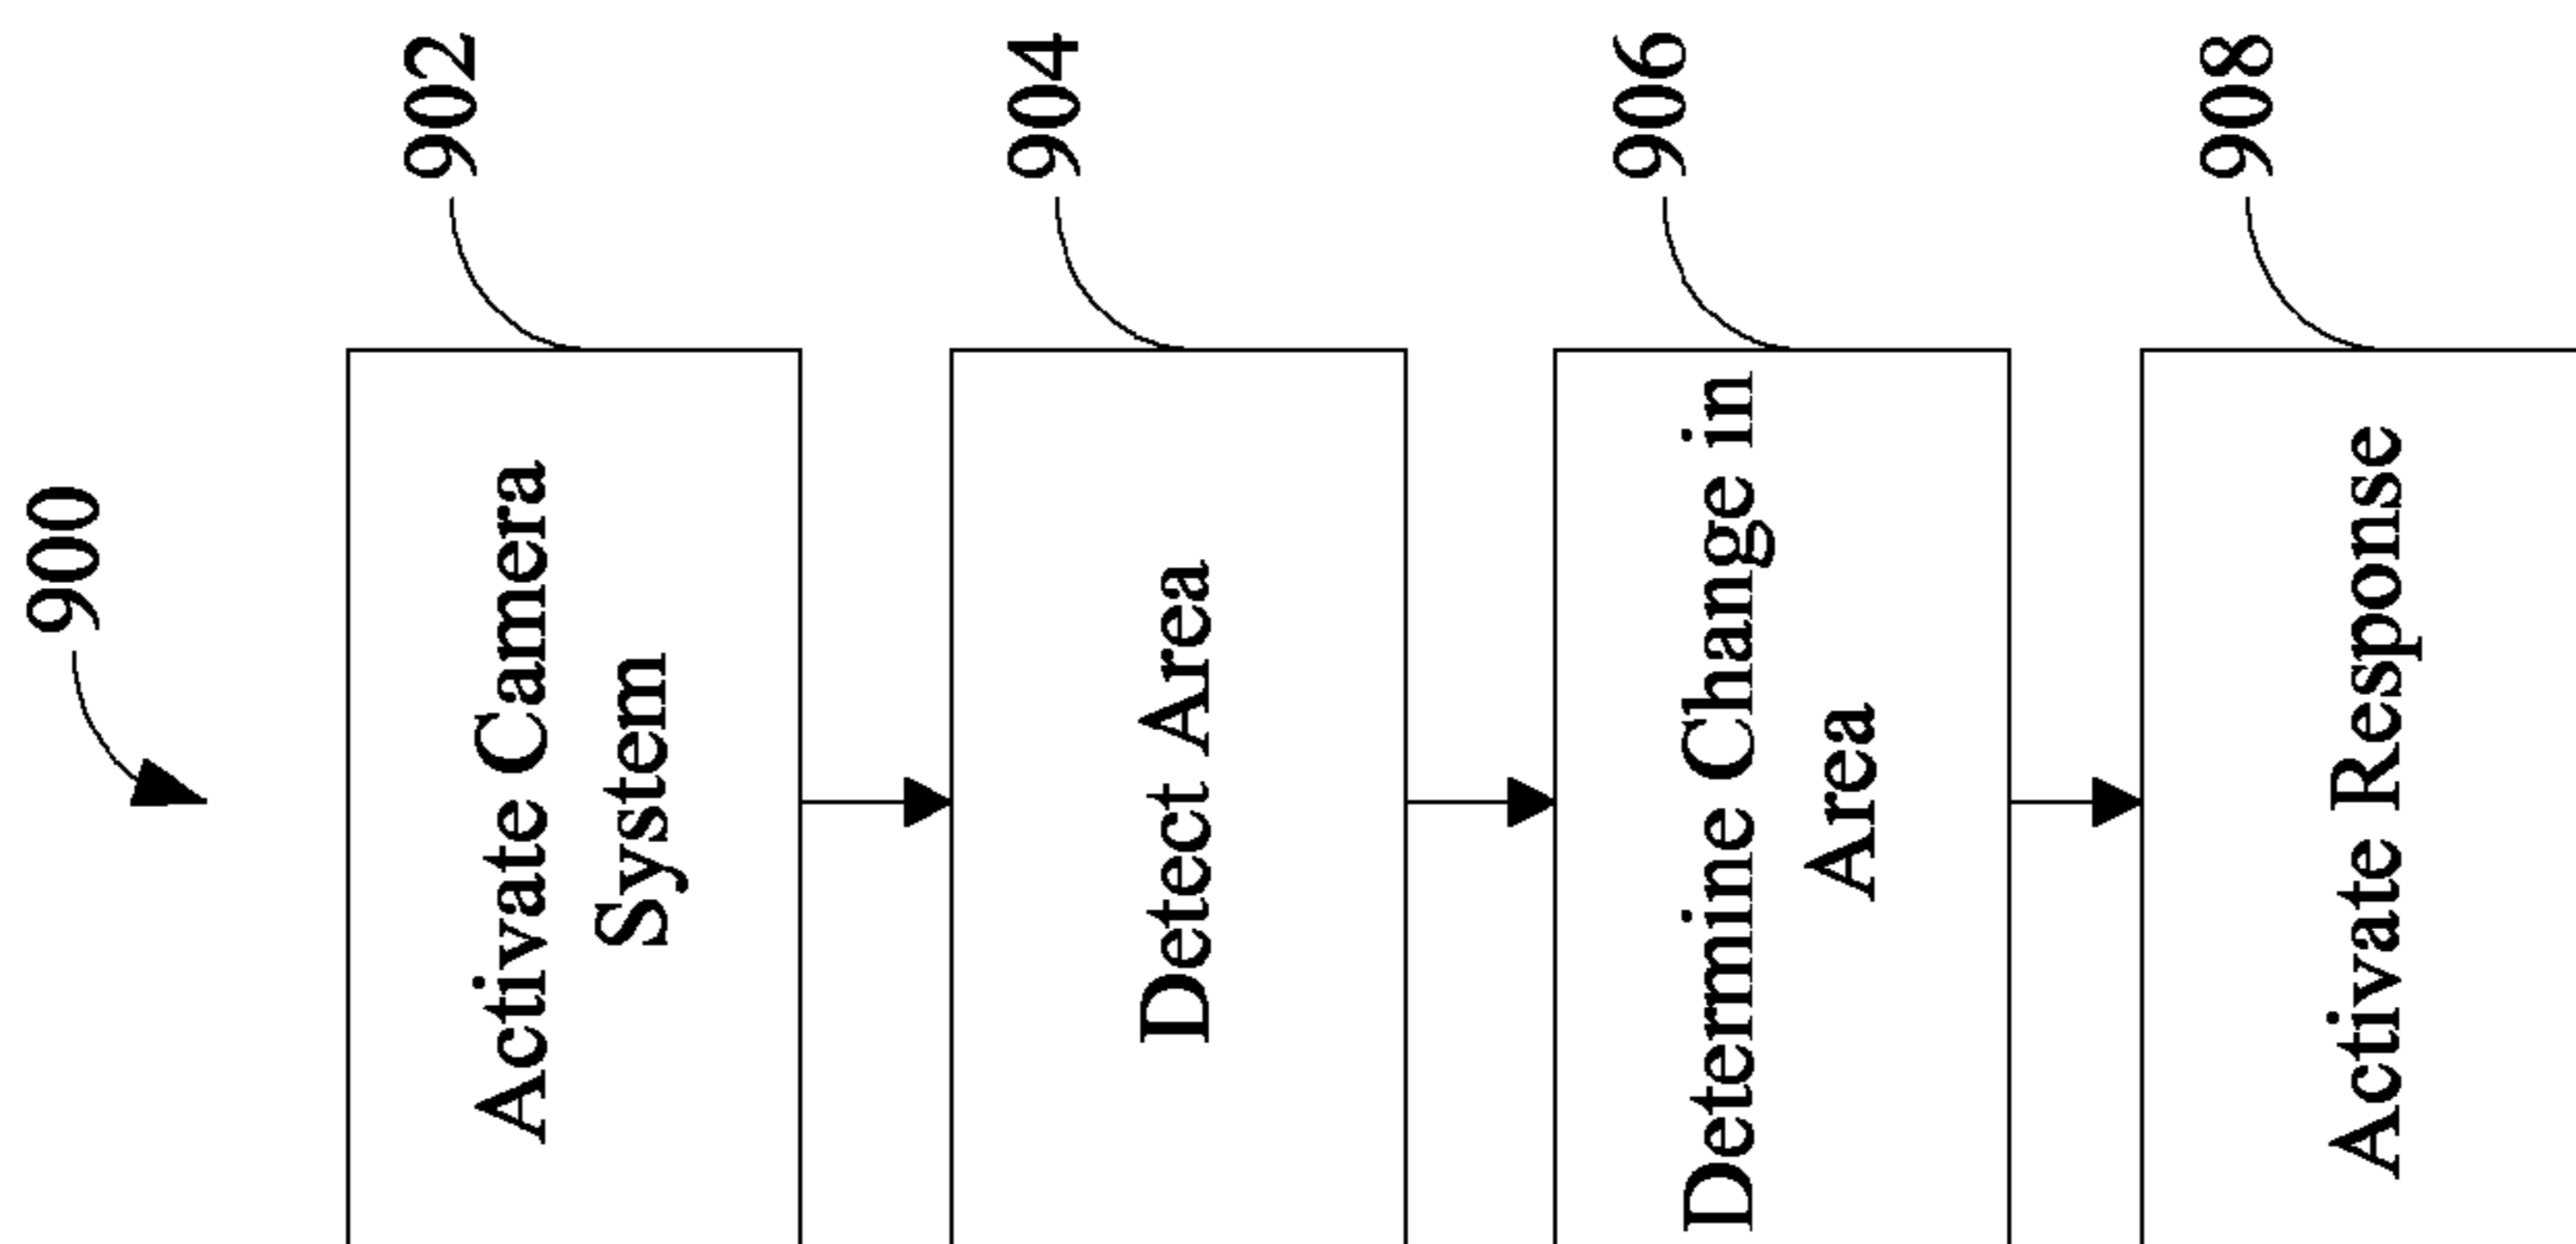 900
902
Activate Camera
System
904
Detect Area
906
Determine Change in
Area
908
Activate Response